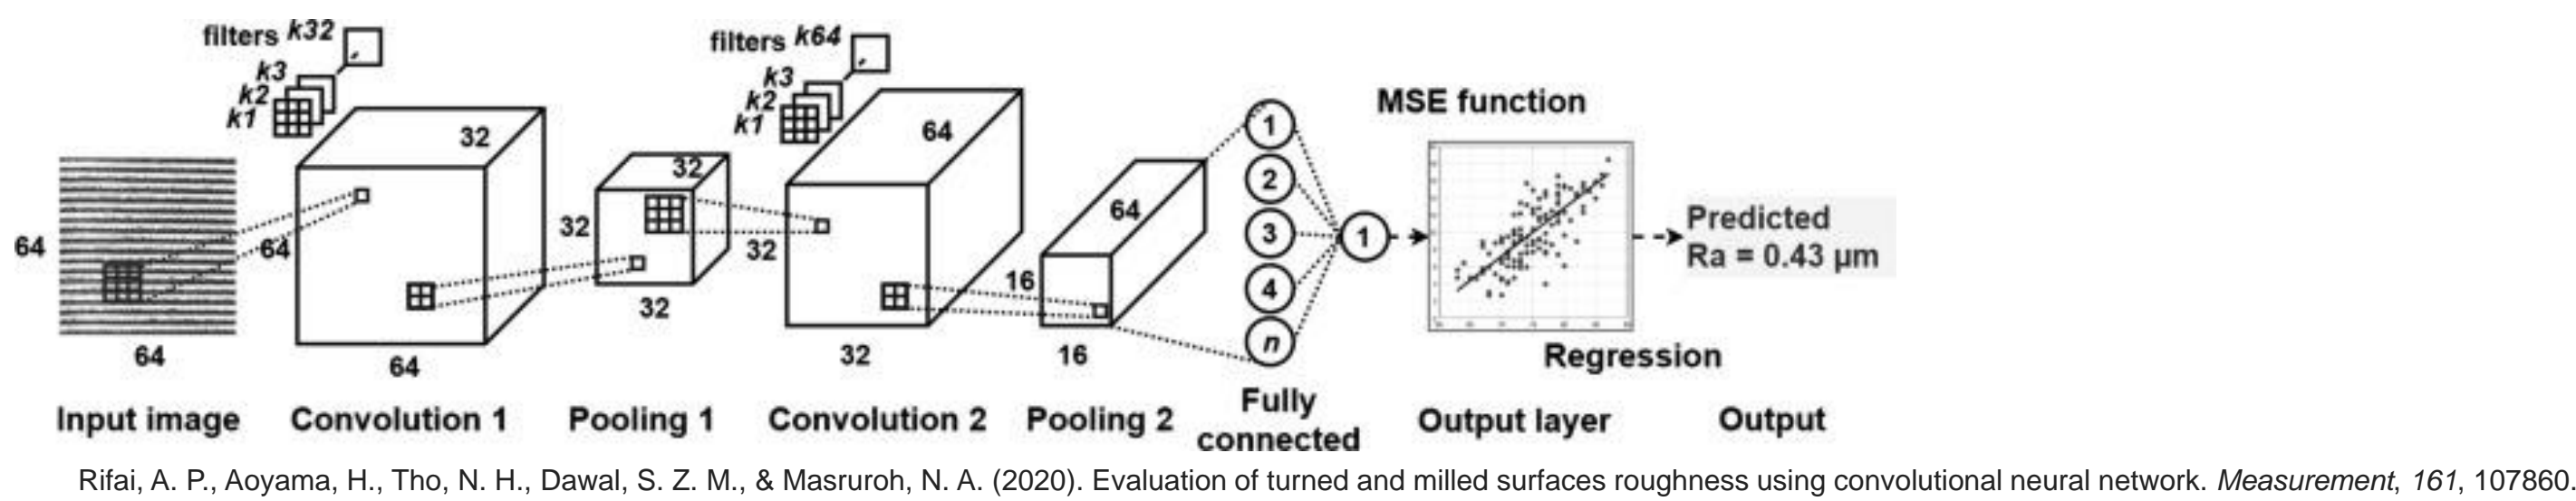 filters k32
k3
k2
k1
32
64
64
64
64
Input image
Convolution 1
32
32
32
Pooling 1
filters k64
k3
k2
k1
64
32
32
Convolution 2
64
16
16
Pooling 2
1
2
3
4
n
1
Fully
connected
MSE function
Regression
Output layer
Predicted
Ra = 0.43 µm
Output
Rifai, A. P., Aoyama, H., Tho, N. H., Dawal, S. Z. M., & Masruroh, N. A. (2020). Evaluation of turned and milled surfaces roughness using convolutional neural network. Measurement, 161, 107860.